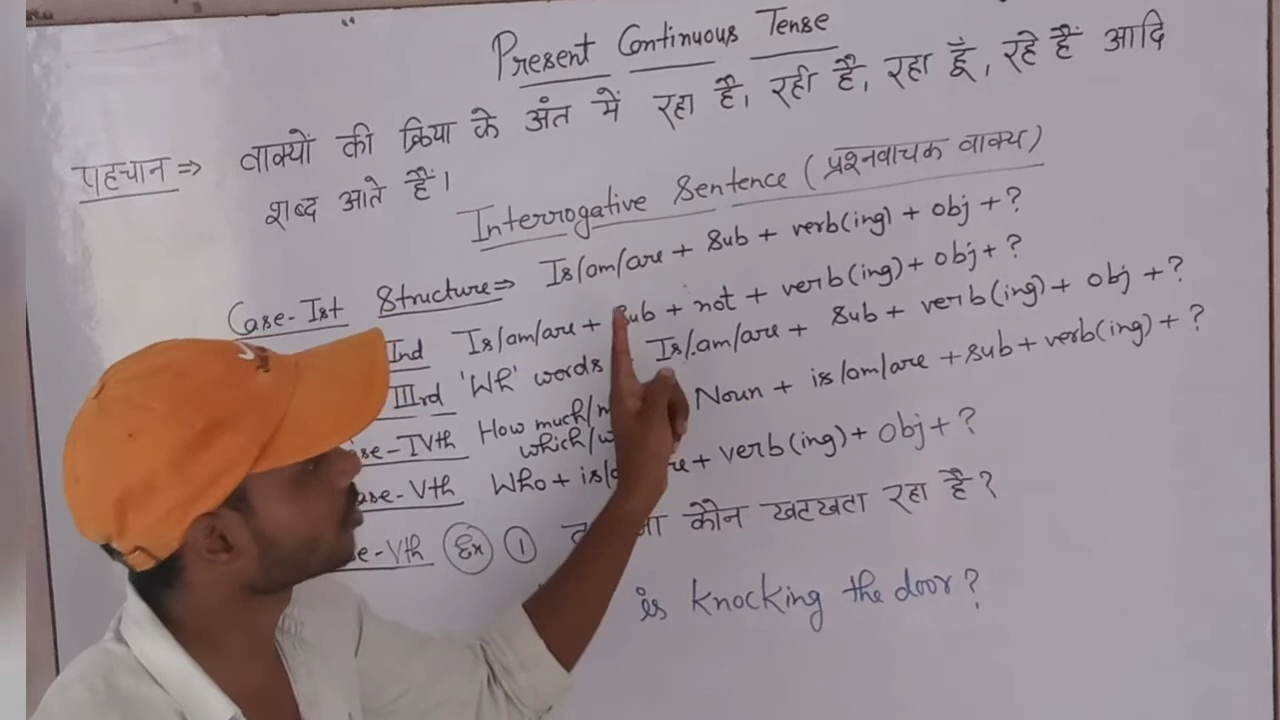 Present Continuous Tense
पहचान ⇒ वाक्यों की क्रिया के अंत में रहा है, रही है, रहा हूँ, रहे हैं आदि
शब्द आते हैं।
Interrogative Sentence (प्रश्नवाचक वाक्य)
Case-Ist Structure ⇒ Is/am/are + Sub + verb(ing) + obj + ?
IInd Is/am/are + Sub + not + verb(ing) + obj + ?
IIIrd 'Wh' words Is/am/are + Sub + verb(ing) + obj + ?
Case-IVth How much/ Noun + is/am/are + sub + verb(ing) + ?
which/
Case-Vth Who + is/ + verb(ing) + Obj + ?
Case-Vth Ex 1 कौन खटखटा रहा है?
is knocking the door?